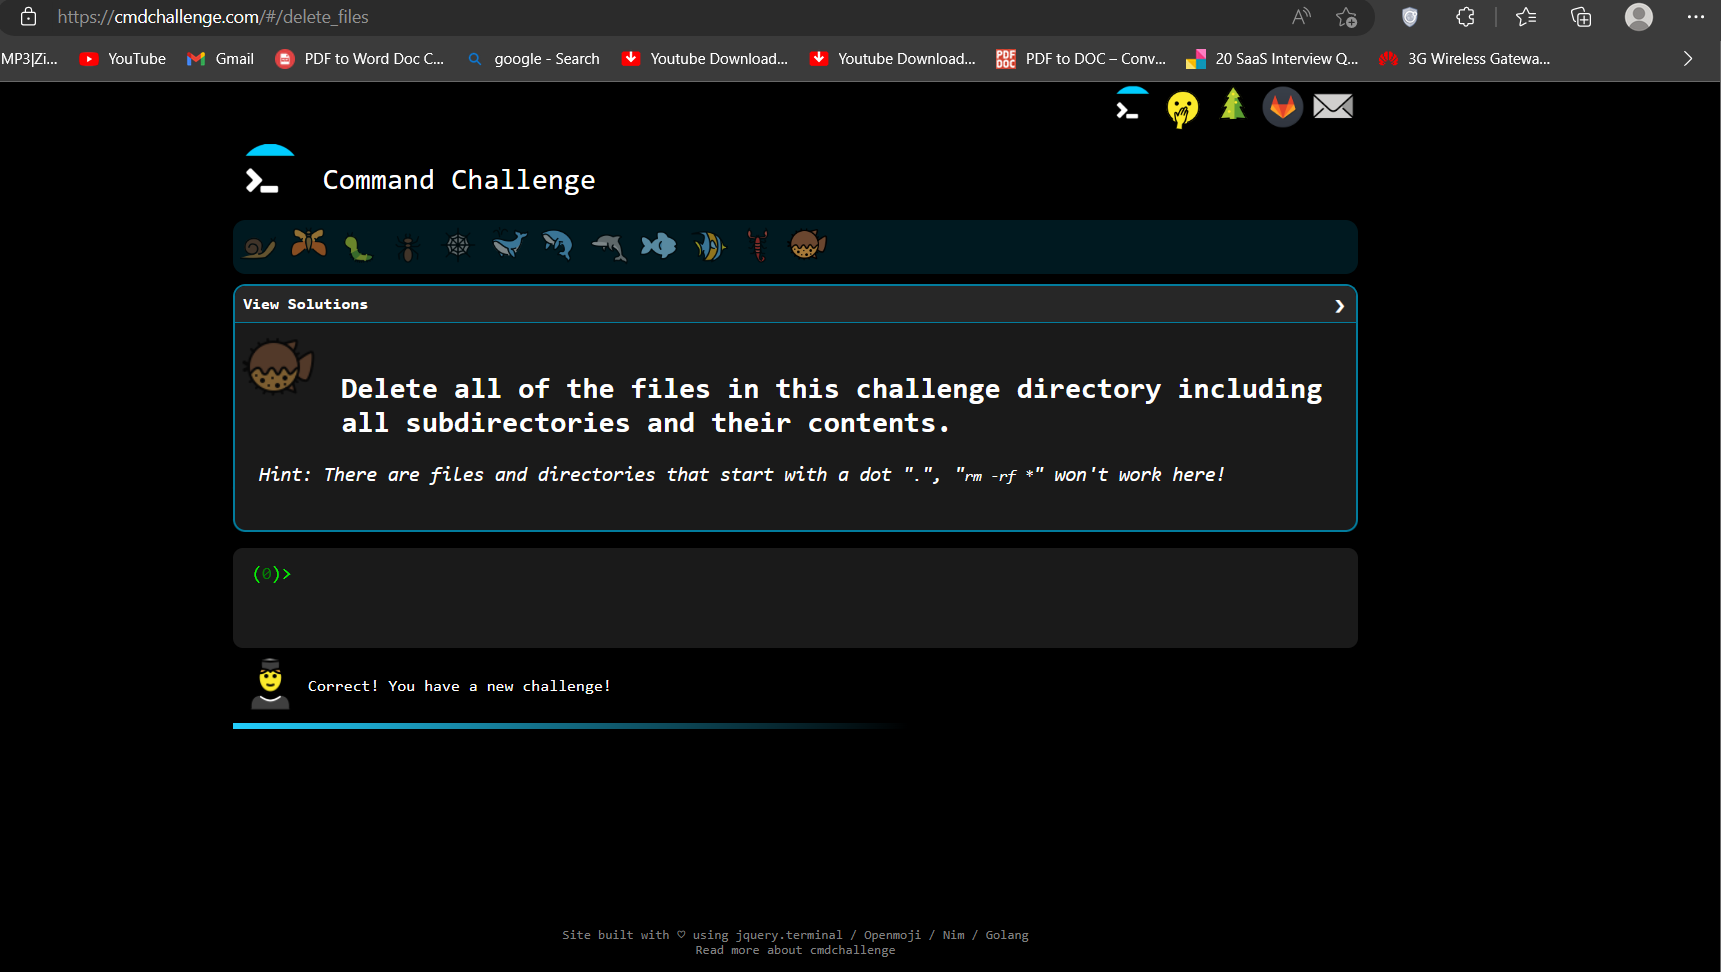 https://cmdchallenge.com/#/delete_files
MP3|Zi... YouTube Gmail PDF to Word Doc C... google - Search Youtube Download... Youtube Download... PDF DOC PDF to DOC – Conv... 20 SaaS Interview Q... 3G Wireless Gatewa...
Command Challenge
View Solutions
Delete all of the files in this challenge directory including
all subdirectories and their contents.
Hint: There are files and directories that start with a dot ".", "rm -rf *" won't work here!
(0)>
Correct! You have a new challenge!
Site built with ♡ using jquery.terminal / Openmoji / Nim / Golang
Read more about cmdchallenge